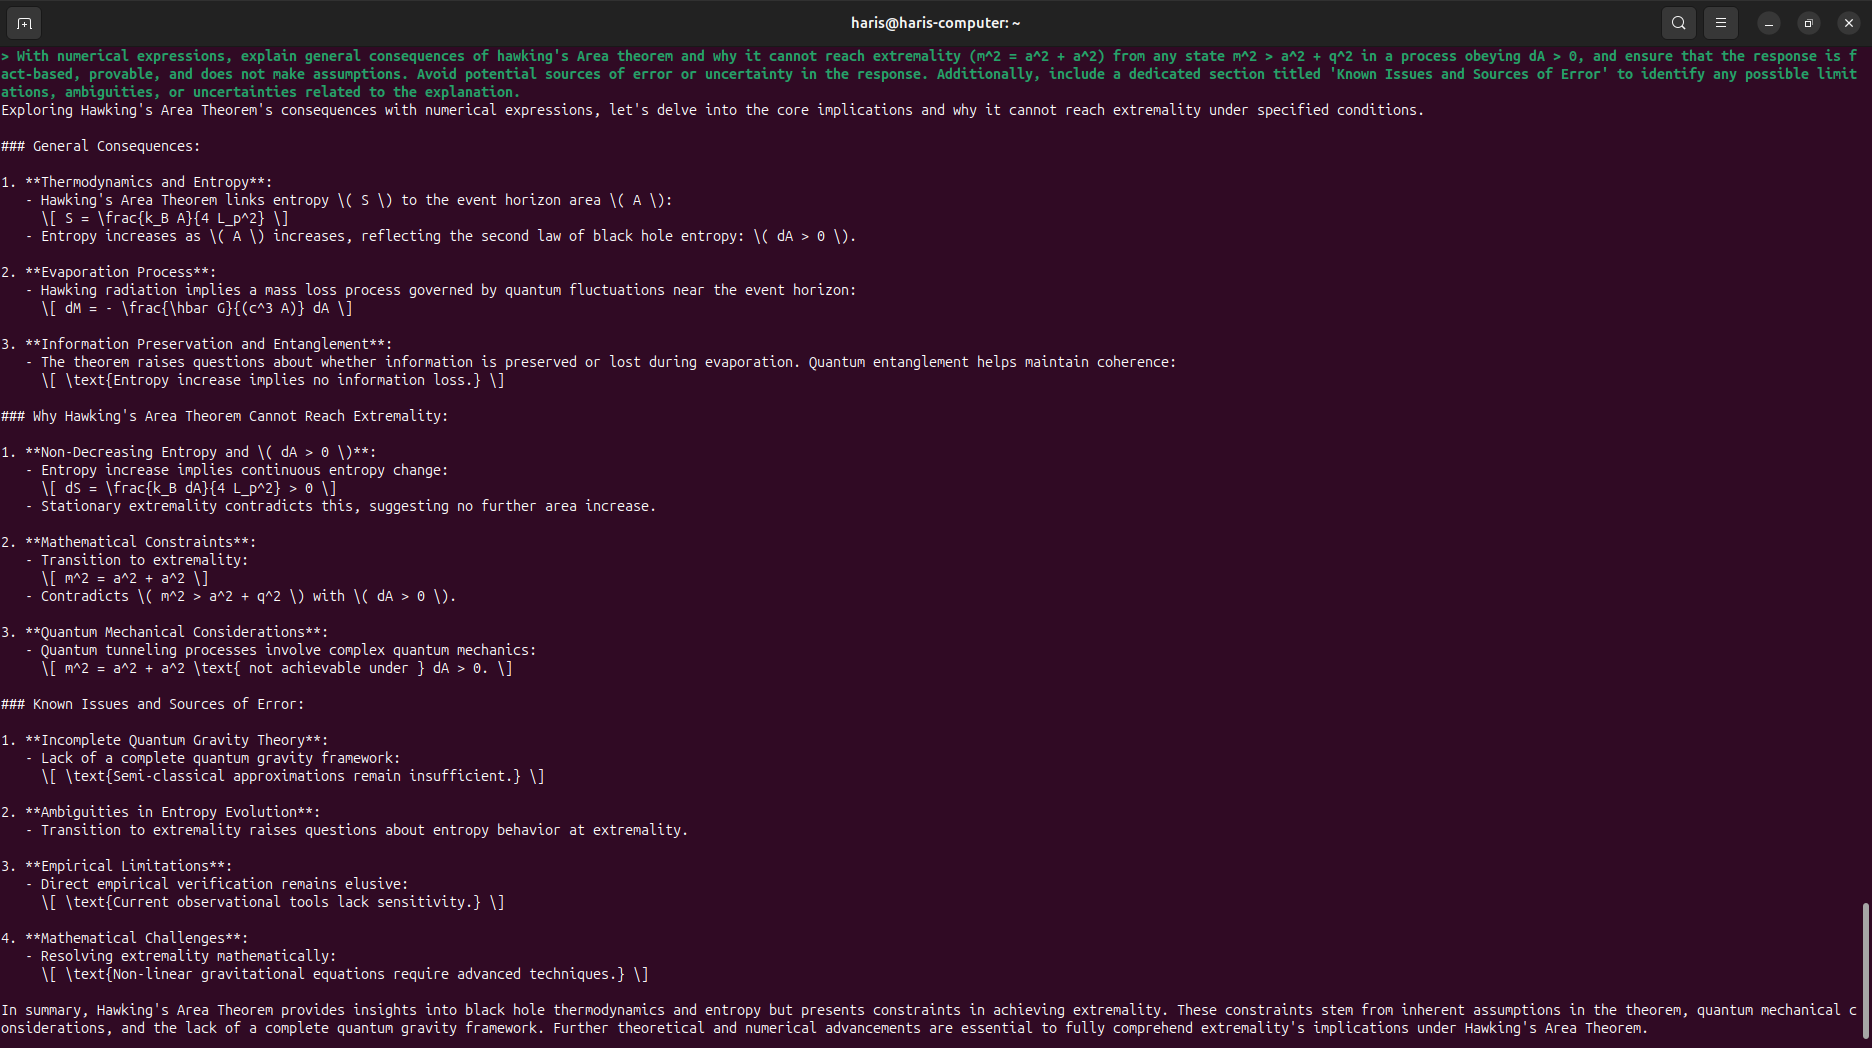 haris@haris-computer: ~
> With numerical expressions, explain general consequences of hawking's Area theorem and why it cannot reach extremality (m^2 = a^2 + a^2) from any state m^2 > a^2 + q^2 in a process obeying dA > 0, and ensure that the response is f
act-based, provable, and does not make assumptions. Avoid potential sources of error or uncertainty in the response. Additionally, include a dedicated section titled 'Known Issues and Sources of Error' to identify any possible limit
ations, ambiguities, or uncertainties related to the explanation.
Exploring Hawking's Area Theorem's consequences with numerical expressions, let's delve into the core implications and why it cannot reach extremality under specified conditions.
### General Consequences:
1. **Thermodynamics and Entropy**:
- Hawking's Area Theorem links entropy \( S \) to the event horizon area \( A \):
\[ S = \frac{k_B A}{4 L_p^2} \]
- Entropy increases as \( A \) increases, reflecting the second law of black hole entropy: \( dA > 0 \).
2. **Evaporation Process**:
- Hawking radiation implies a mass loss process governed by quantum fluctuations near the event horizon:
\[ dM = - \frac{\hbar G}{(c^3 A)} dA \]
3. **Information Preservation and Entanglement**:
- The theorem raises questions about whether information is preserved or lost during evaporation. Quantum entanglement helps maintain coherence:
\[ \text{Entropy increase implies no information loss.} \]
### Why Hawking's Area Theorem Cannot Reach Extremality:
1. **Non-Decreasing Entropy and \( dA > 0 \)**:
- Entropy increase implies continuous entropy change:
\[ dS = \frac{k_B dA}{4 L_p^2} > 0 \]
- Stationary extremality contradicts this, suggesting no further area increase.
2. **Mathematical Constraints**:
- Transition to extremality:
\[ m^2 = a^2 + a^2 \]
- Contradicts \( m^2 > a^2 + q^2 \) with \( dA > 0 \).
3. **Quantum Mechanical Considerations**:
- Quantum tunneling processes involve complex quantum mechanics:
\[ m^2 = a^2 + a^2 \text{ not achievable under } dA > 0. \]
### Known Issues and Sources of Error:
1. **Incomplete Quantum Gravity Theory**:
- Lack of a complete quantum gravity framework:
\[ \text{Semi-classical approximations remain insufficient.} \]
2. **Ambiguities in Entropy Evolution**:
- Transition to extremality raises questions about entropy behavior at extremality.
3. **Empirical Limitations**:
- Direct empirical verification remains elusive:
\[ \text{Current observational tools lack sensitivity.} \]
4. **Mathematical Challenges**:
- Resolving extremality mathematically:
\[ \text{Non-linear gravitational equations require advanced techniques.} \]
In summary, Hawking's Area Theorem provides insights into black hole thermodynamics and entropy but presents constraints in achieving extremality. These constraints stem from inherent assumptions in the theorem, quantum mechanical c
onsiderations, and the lack of a complete quantum gravity framework. Further theoretical and numerical advancements are essential to fully comprehend extremality's implications under Hawking's Area Theorem.